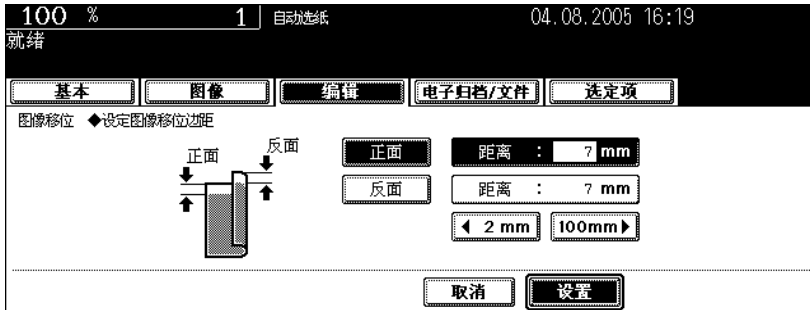 100 % 1 自动选纸 04.08.2005 16:19
就绪
基本 图像 编辑 电子归档/文件 选定项
图像移位 ◆设定图像移位边距
正面 反面 正面 距离 : 7 mm
反面 距离 : 7 mm
◀ 2 mm 100mm▶
取消 设置